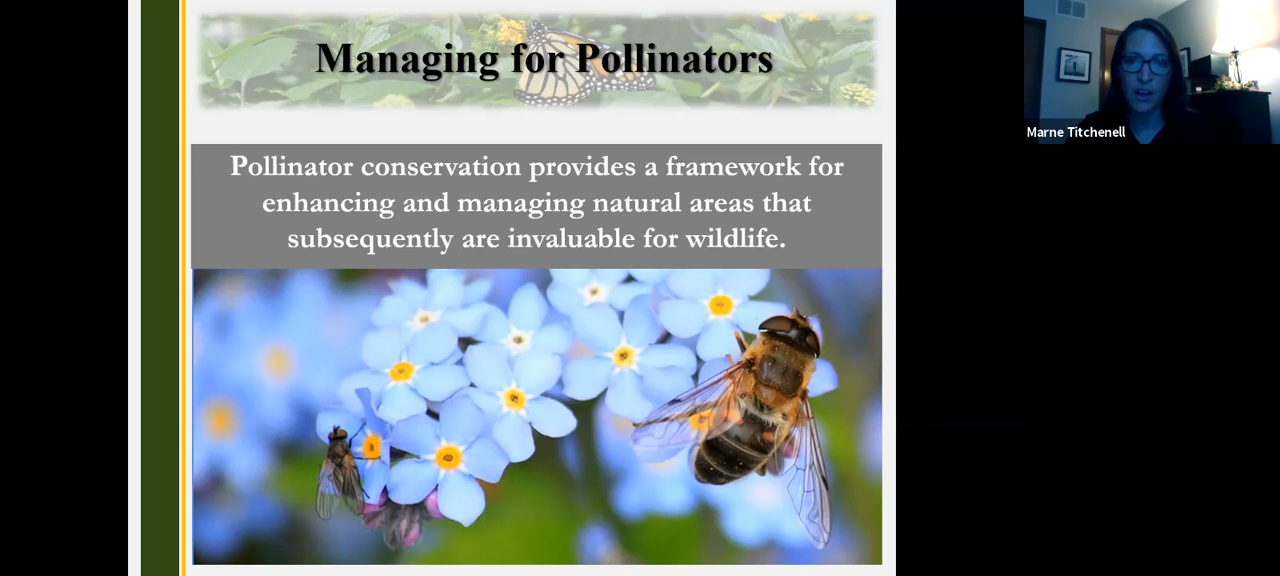 Managing for Pollinators
Pollinator conservation provides a framework for
enhancing and managing natural areas that
subsequently are invaluable for wildlife.
Marne Titchenell